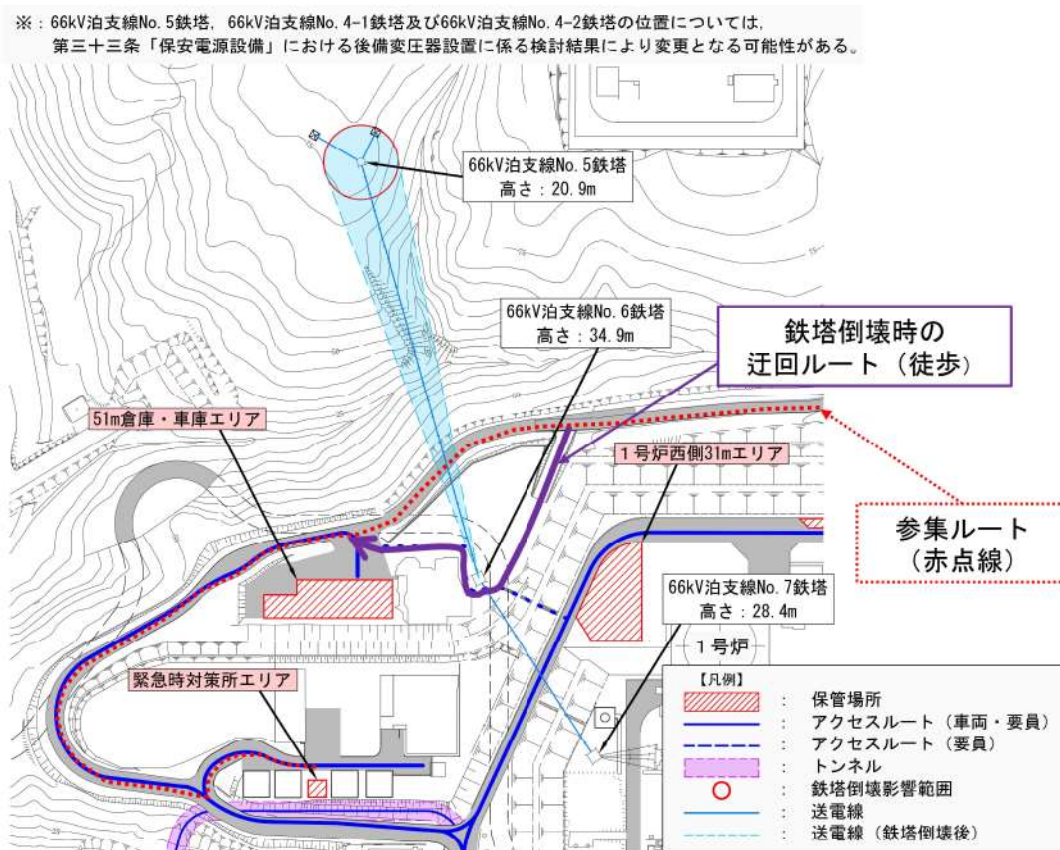 ※：66kV泊支線No.5鉄塔，66kV泊支線No.4-1鉄塔及び66kV泊支線No.4-2鉄塔の位置については，
第三十三条「保安電源設備」における後備変圧器設置に係る検討結果により変更となる可能性がある。
66kV泊支線No.5鉄塔
高さ：20.9m
66kV泊支線No.6鉄塔
高さ：34.9m
鉄塔倒壊時の
迂回ルート（徒歩）
51m倉庫・車庫エリア
1号炉西側31mエリア
参集ルート
（赤点線）
66kV泊支線No.7鉄塔
高さ：28.4m
1号炉
緊急時対策所エリア
【凡例】
：保管場所
：アクセスルート（車両・要員）
：アクセスルート（要員）
：トンネル
：鉄塔倒壊影響範囲
：送電線
：送電線（鉄塔倒壊後）